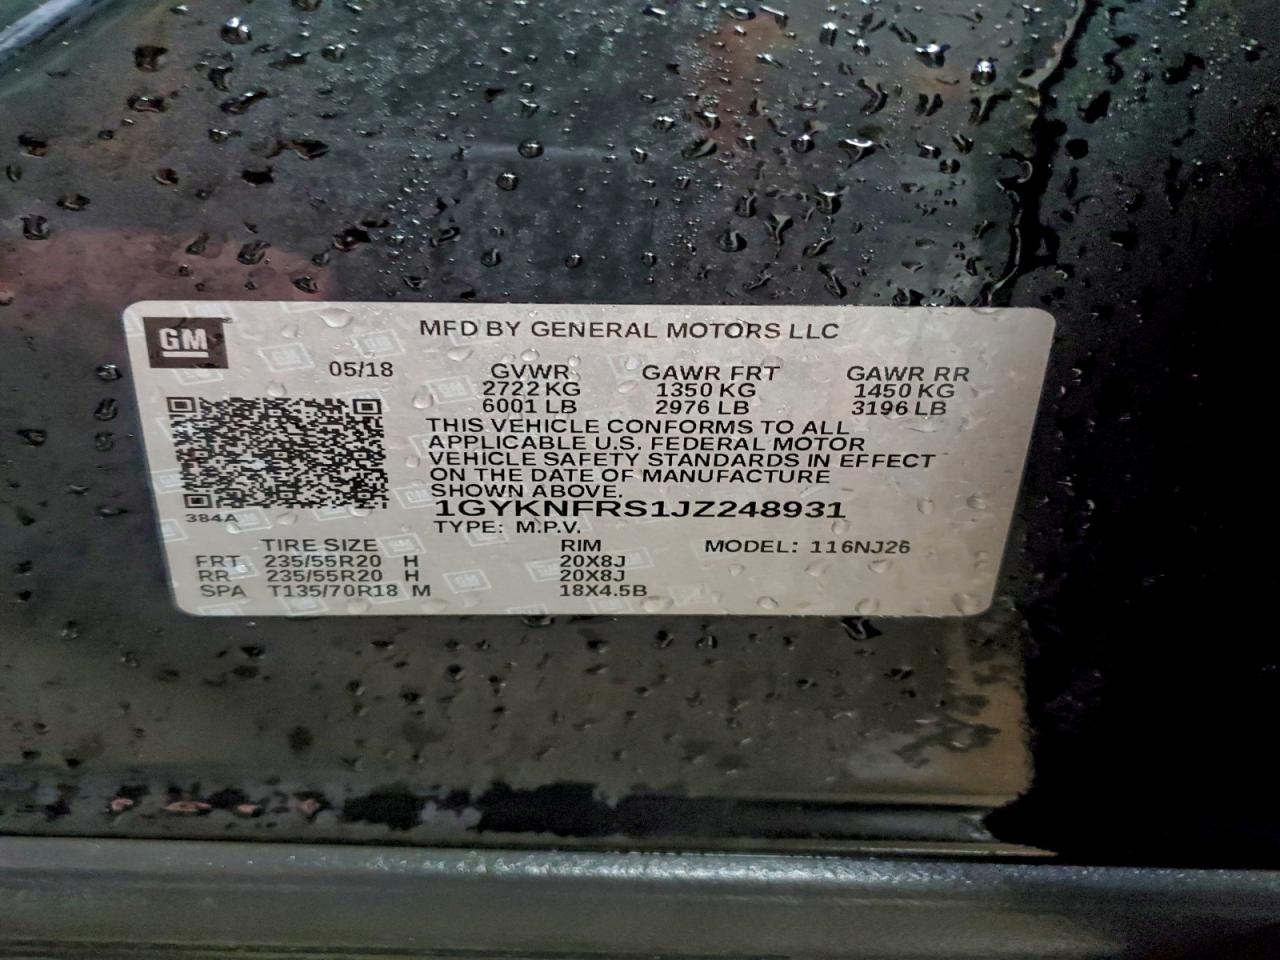 GM
MFD BY GENERAL MOTORS LLC
05/18 GVWR GAWR FRT GAWR RR
2722 KG 1350 KG 1450 KG
6001 LB 2976 LB 3196 LB
THIS VEHICLE CONFORMS TO ALL
APPLICABLE U.S. FEDERAL MOTOR
VEHICLE SAFETY STANDARDS IN EFFECT
ON THE DATE OF MANUFACTURE
SHOWN ABOVE.
384A 1GYKNFRS1JZ248931
TYPE: M.P.V.
TIRE SIZE RIM MODEL: 116NJ26
FRT 235/55R20 H 20X8J
RR 235/55R20 H 20X8J
SPA T135/70R18 M 18X4.5B